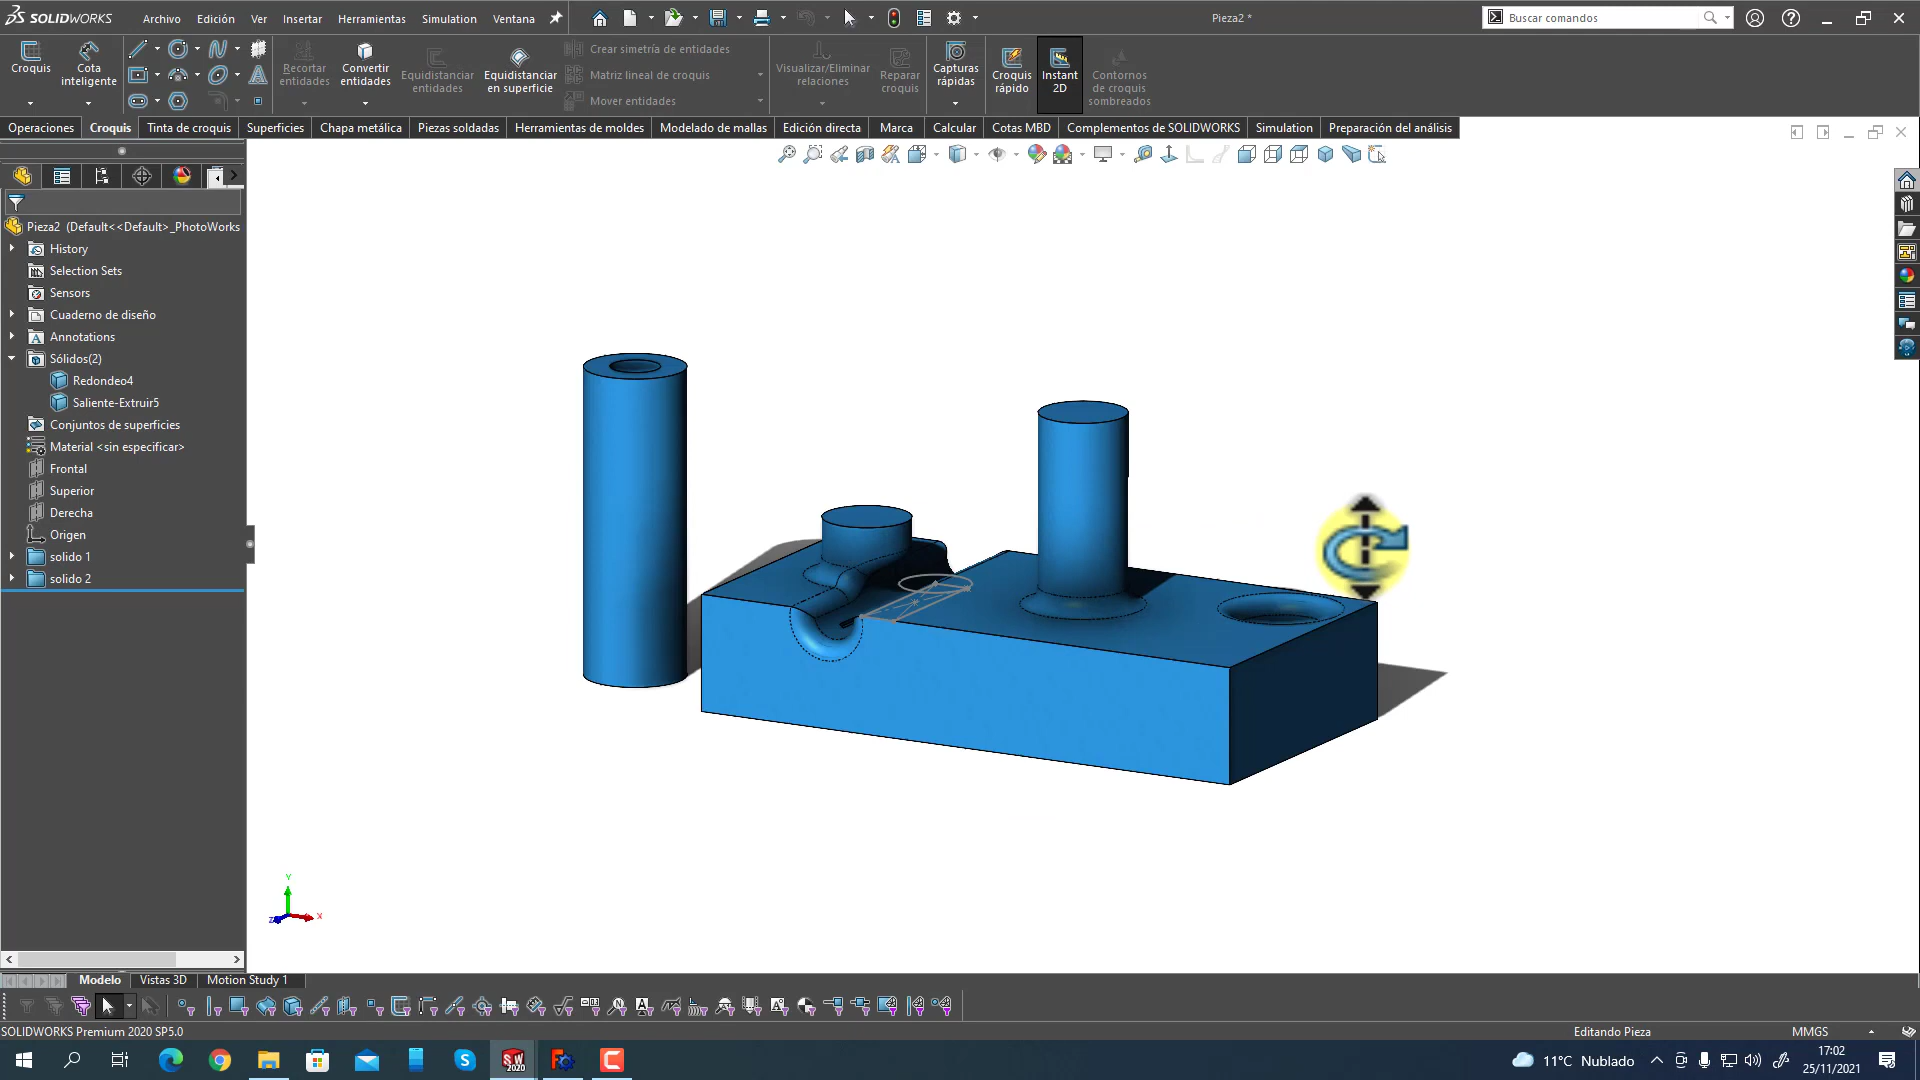 SOLIDWORKS Archivo Edición Ver Insertar Herramientas Simulation Ventana Pieza2 * Buscar comandos
Croquis
Cota inteligente
Recortar entidades
Convertir entidades
Equidistanciar entidades
Equidistanciar en superficie
Crear simetría de entidades
Matriz lineal de croquis
Mover entidades
Visualizar/Eliminar relaciones
Reparar croquis
Capturas rápidas
Croquis rápido
Instant 2D
Contornos de croquis sombreados
Operaciones Croquis Tinta de croquis Superficies Chapa metálica Piezas soldadas Herramientas de moldes Modelado de mallas Edición directa Marca Calcular Cotas MBD Complementos de SOLIDWORKS Simulation Preparación del análisis
Pieza2 (Default<<Default>_PhotoWorks
History
Selection Sets
Sensors
Cuaderno de diseño
Annotations
Sólidos(2)
Redondeo4
Saliente-Extruir5
Conjuntos de superficies
Material <sin especificar>
Frontal
Superior
Derecha
Origen
solido 1
solido 2
Y
Z X
Modelo Vistas 3D Motion Study 1
SOLIDWORKS Premium 2020 SP5.0 Editando Pieza MMGS
11°C Nublado 17:02
25/11/2021